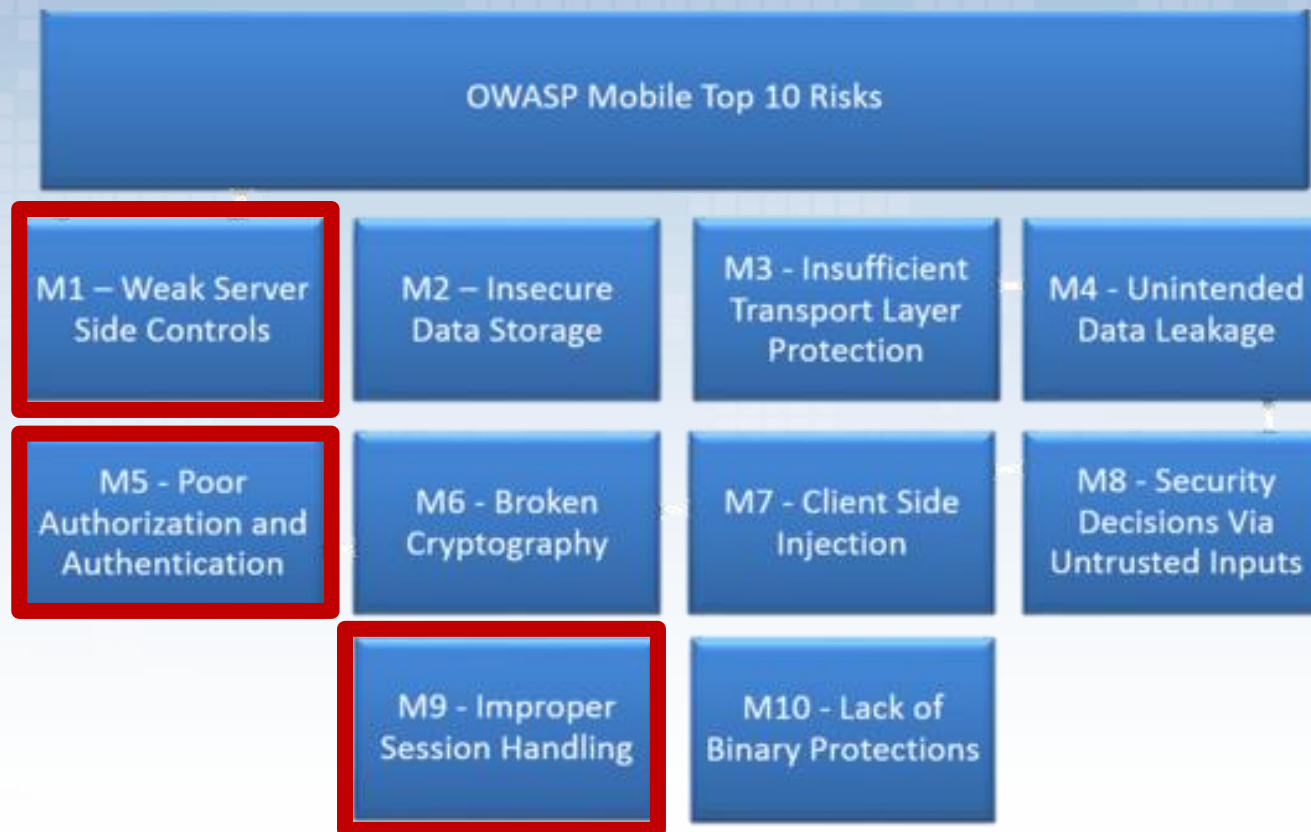 OWASP Mobile Top 10 Risks
M1 – Weak Server
Side Controls
M2 – Insecure
Data Storage
M3 - Insufficient
Transport Layer
Protection
M4 - Unintended
Data Leakage
M5 - Poor
Authorization and
Authentication
M6 - Broken
Cryptography
M7 - Client Side
Injection
M8 - Security
Decisions Via
Untrusted Inputs
M9 - Improper
Session Handling
M10 - Lack of
Binary Protections